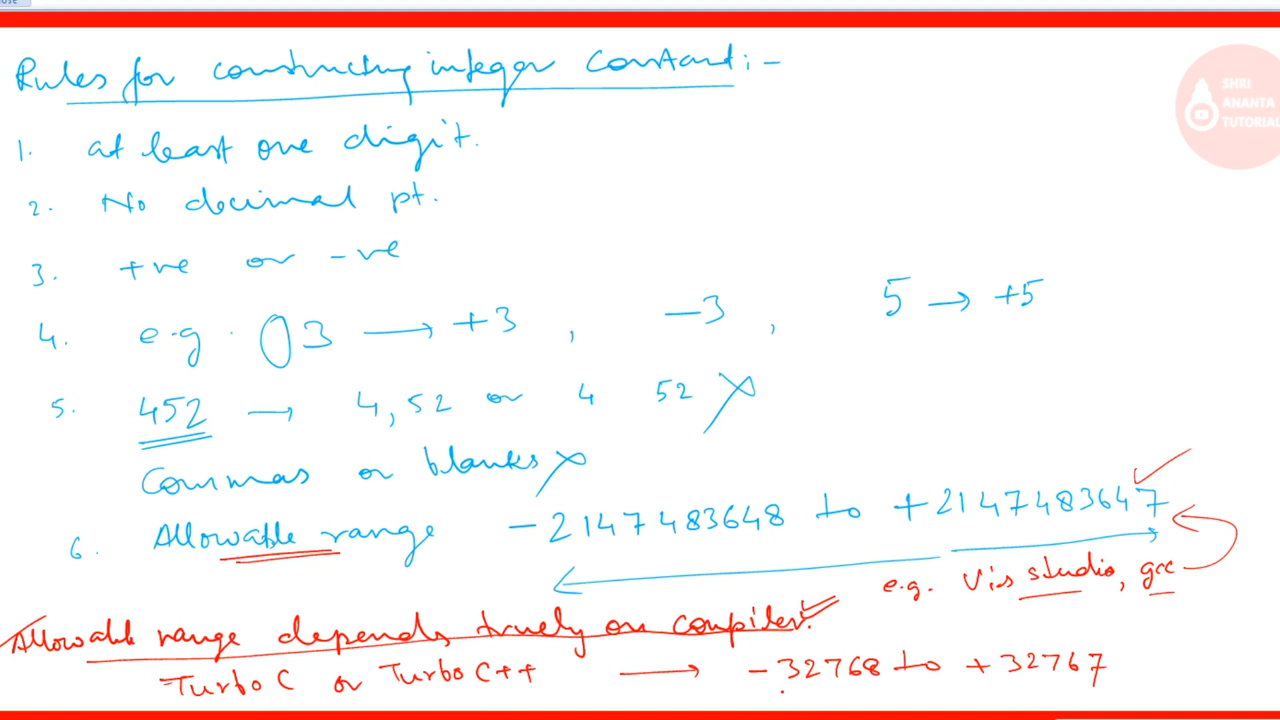 Rules for constructing integer constant:-
SHRI
ANANTA
TUTORIAL
1. at least one digit.
2. No decimal pt.
3. +ve or -ve
4. e.g. 3 → +3, -3, 5 → +5
5. 452 → 4,52 or 4 52 X
Commas or blanks X
6. Allowable range -2147483648 to +2147483647 ✓
e.g. Vis studio, gcc
Allowable range depends truely on compiler.
Turbo C or Turbo C++ → -32768 to +32767